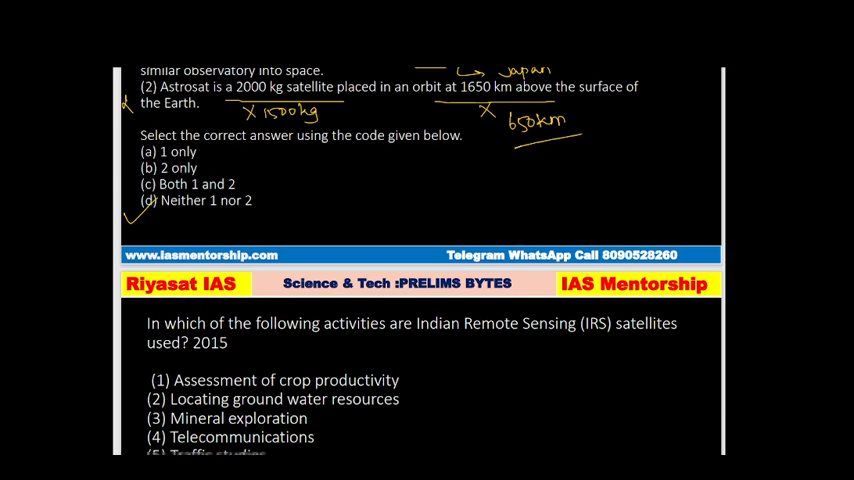 similar observatory into space.
Japan
(2) Astrosat is a 2000 kg satellite placed in an orbit at 1650 km above the surface of
the Earth.
X 1500kg
X
650km
Select the correct answer using the code given below.
(a) 1 only
(b) 2 only
(c) Both 1 and 2
(d) Neither 1 nor 2
www.iasmentorship.com
Telegram WhatsApp Call 8090528260
Riyasat IAS
Science & Tech :PRELIMS BYTES
IAS Mentorship
In which of the following activities are Indian Remote Sensing (IRS) satellites
used? 2015
(1) Assessment of crop productivity
(2) Locating ground water resources
(3) Mineral exploration
(4) Telecommunications
(5) Traffic studies